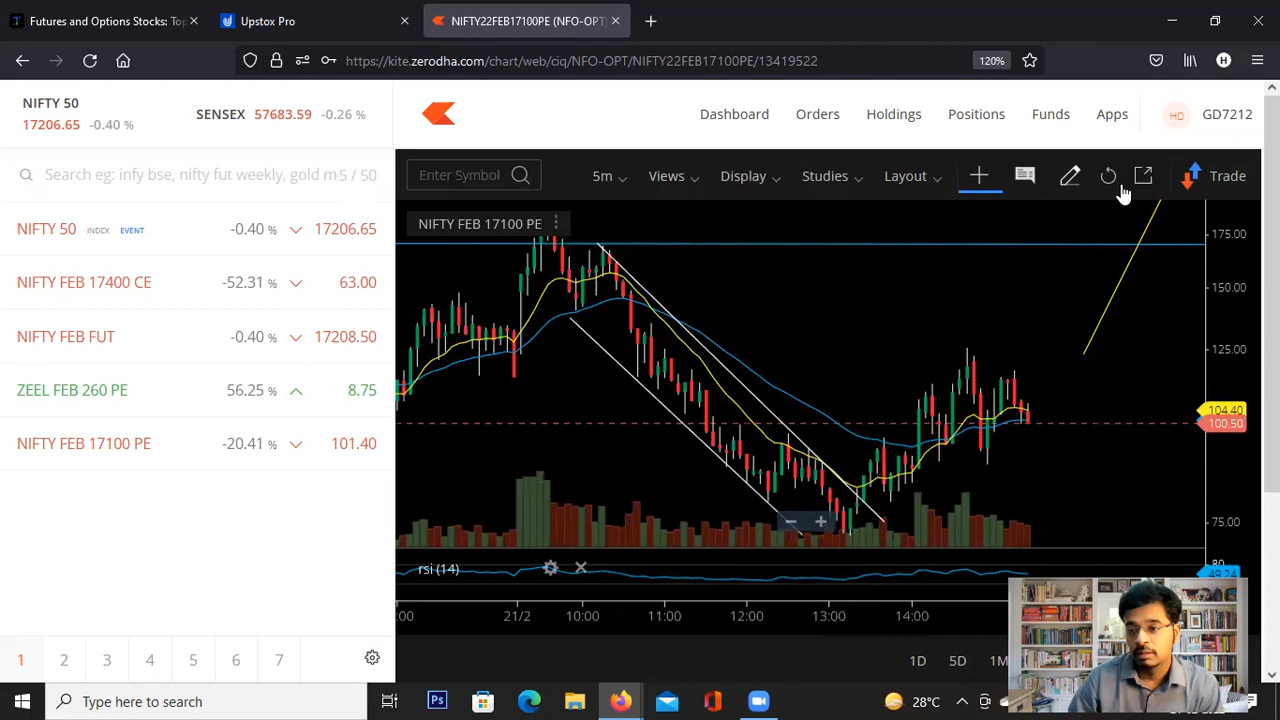 Futures and Options Stocks: Top
Upstox Pro
NIFTY22FEB17100PE (NFO-OPT)
https://kite.zerodha.com/chart/web/ciq/NFO-OPT/NIFTY22FEB17100PE/13419522
120%
H
NIFTY 50
17206.65 -0.40 %
SENSEX 57683.59 -0.26 %
Dashboard
Orders
Holdings
Positions
Funds
Apps
HD
GD7212
Search eg: infy bse, nifty fut weekly, gold m
5 / 50
NIFTY 50 INDEX EVENT -0.40 % 17206.65
NIFTY FEB 17400 CE -52.31 % 63.00
NIFTY FEB FUT -0.40 % 17208.50
ZEEL FEB 260 PE 56.25 % 8.75
NIFTY FEB 17100 PE -20.41 % 101.40
1 2 3 4 5 6 7
Enter Symbol
5m
Views
Display
Studies
Layout
Trade
NIFTY FEB 17100 PE
175.00
150.00
125.00
104.40
100.50
75.00
rsi (14)
80
49.24
:00 21/2 10:00 11:00 12:00 13:00 14:00
1D 5D 1M
Type here to search
Ps
28°C